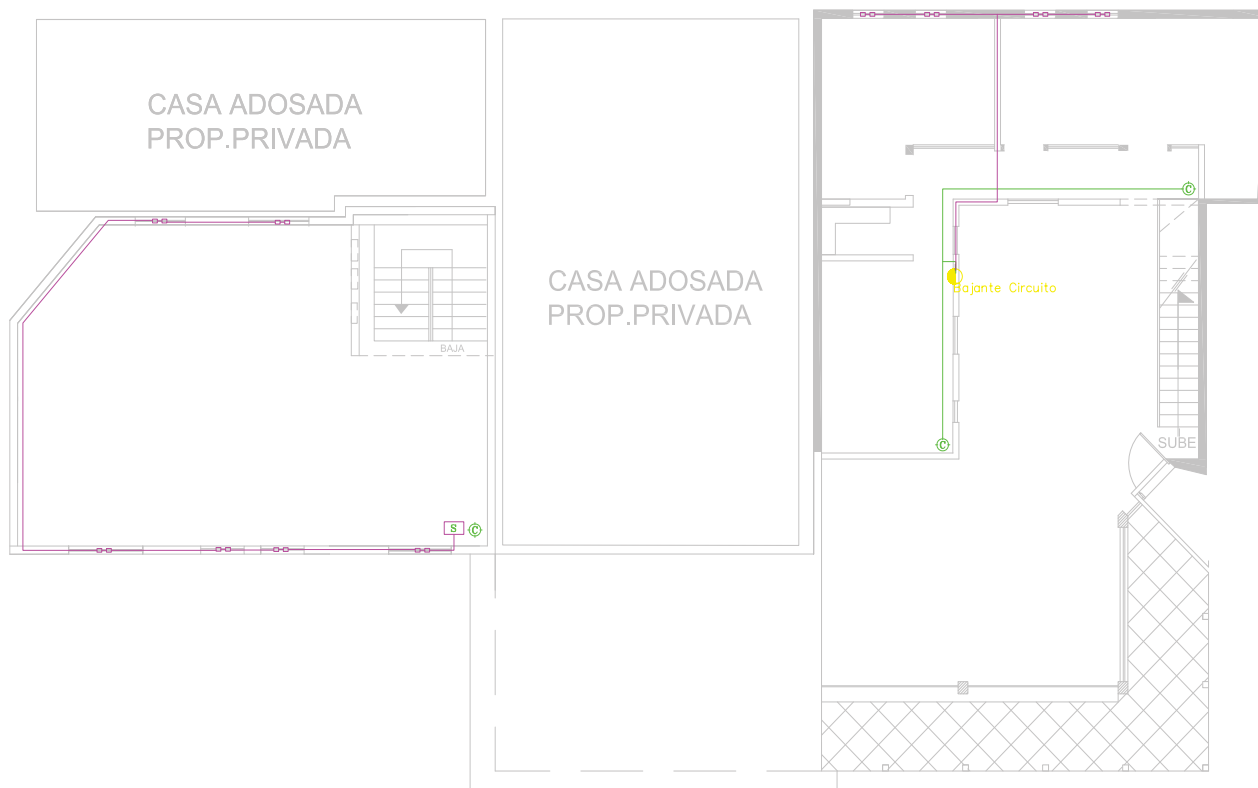 CASA ADOSADA
PROP.PRIVADA
CASA ADOSADA
PROP.PRIVADA
C
Bajante Circuito
BAJA
SUBE
C
S
C